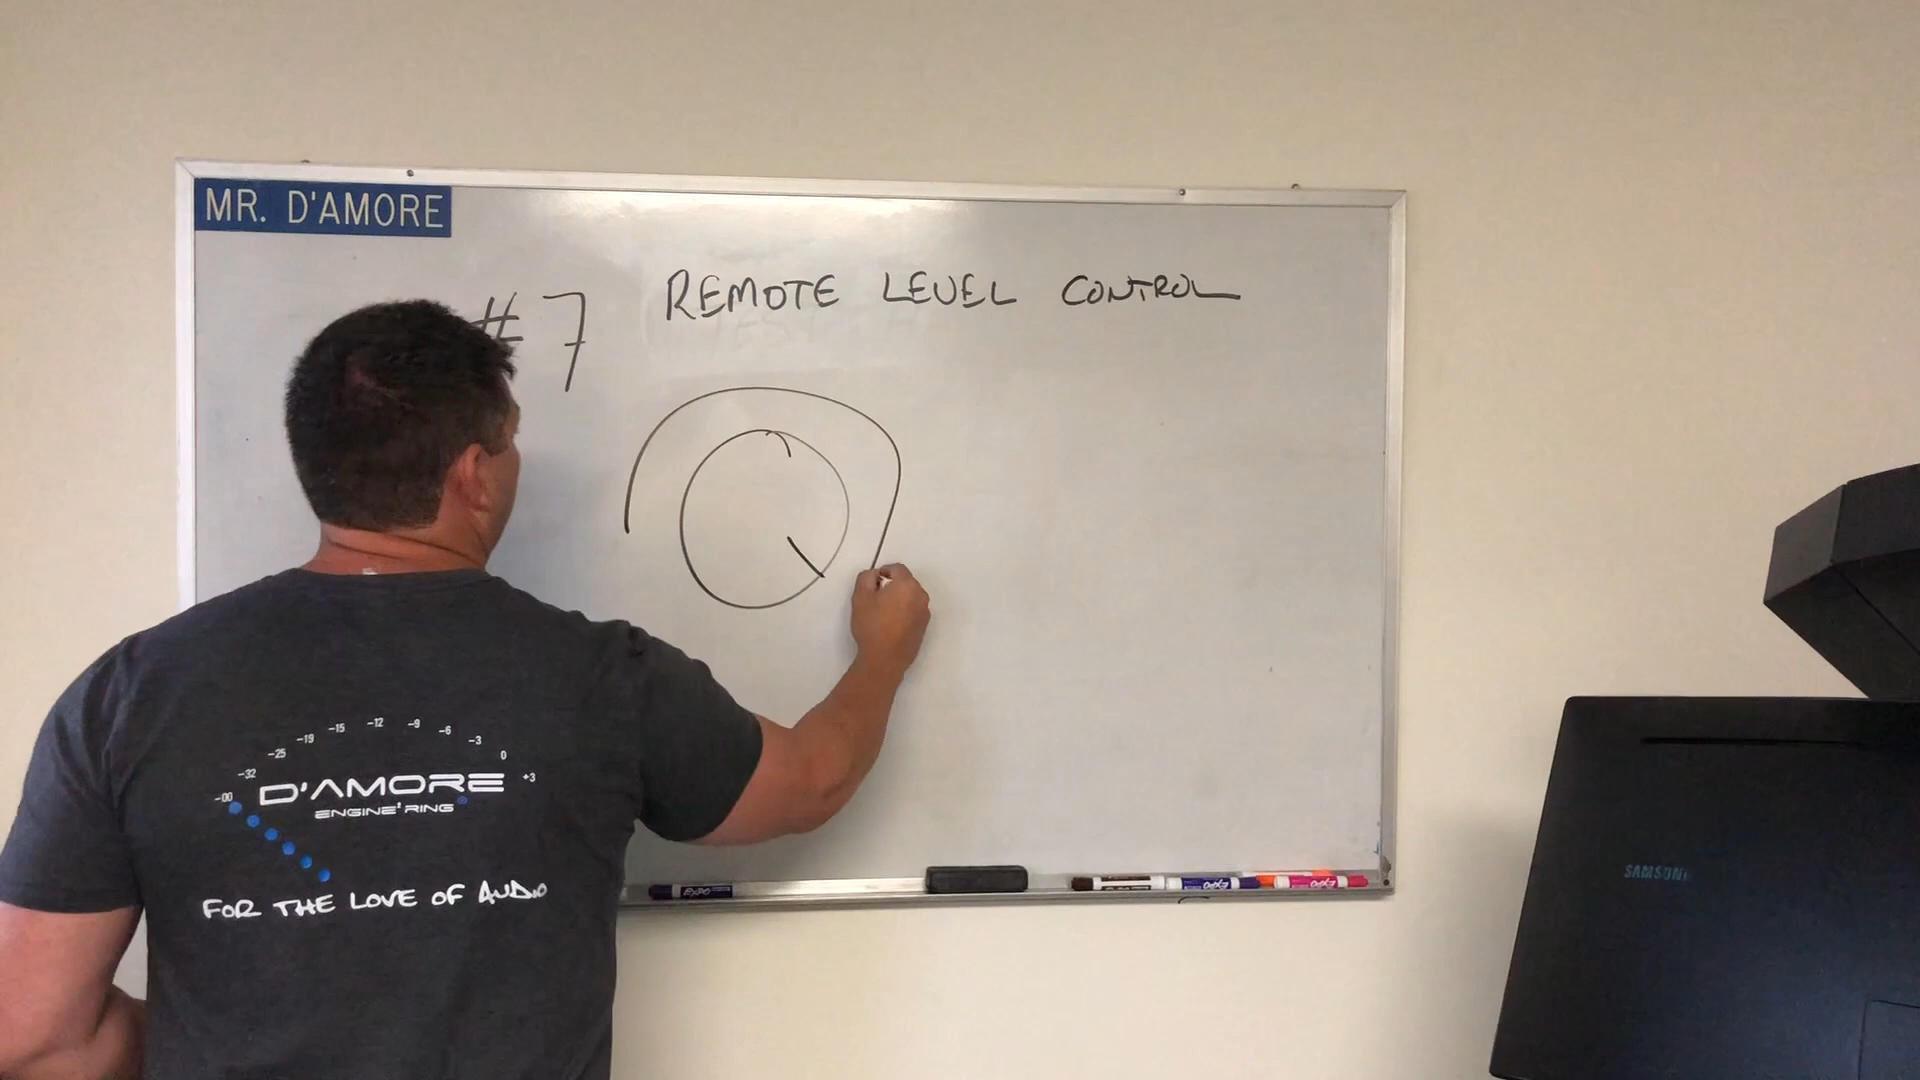 MR. D'AMORE
#7
REMOTE LEVEL CONTROL
-00 -32 -25 -19 -15 -12 -9 -6 -3 0 +3
D'AMORE
ENGINE'RING
FOR THE LOVE OF AUDIO
EXPO
SAMSUNG